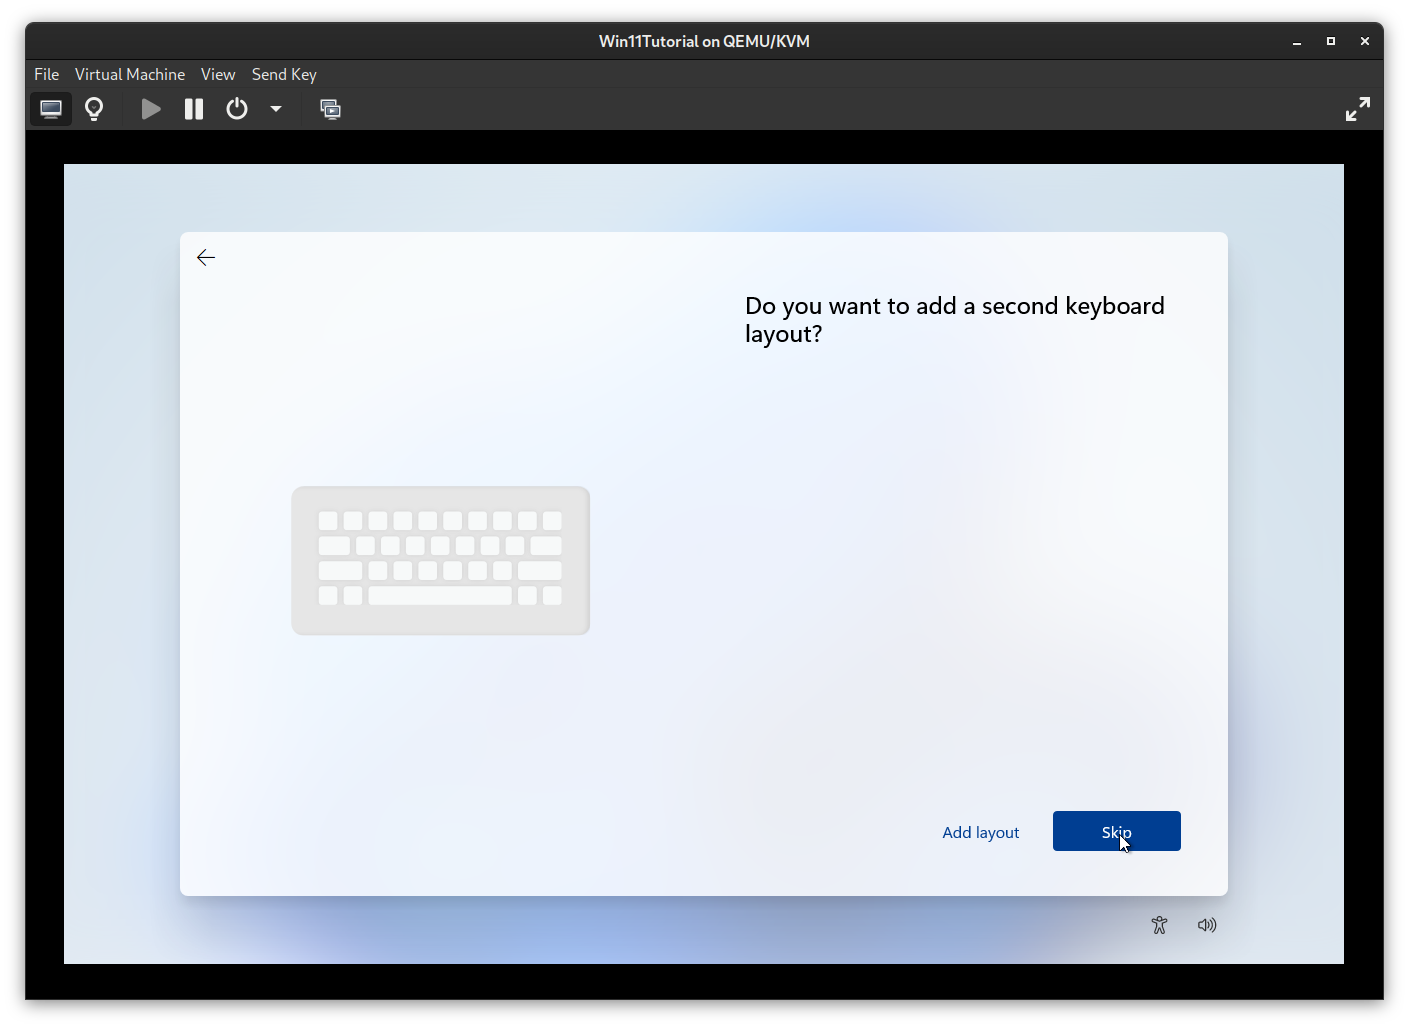 Win11Tutorial on QEMU/KVM
File Virtual Machine View Send Key
Do you want to add a second keyboard
layout?
Add layout
Skip